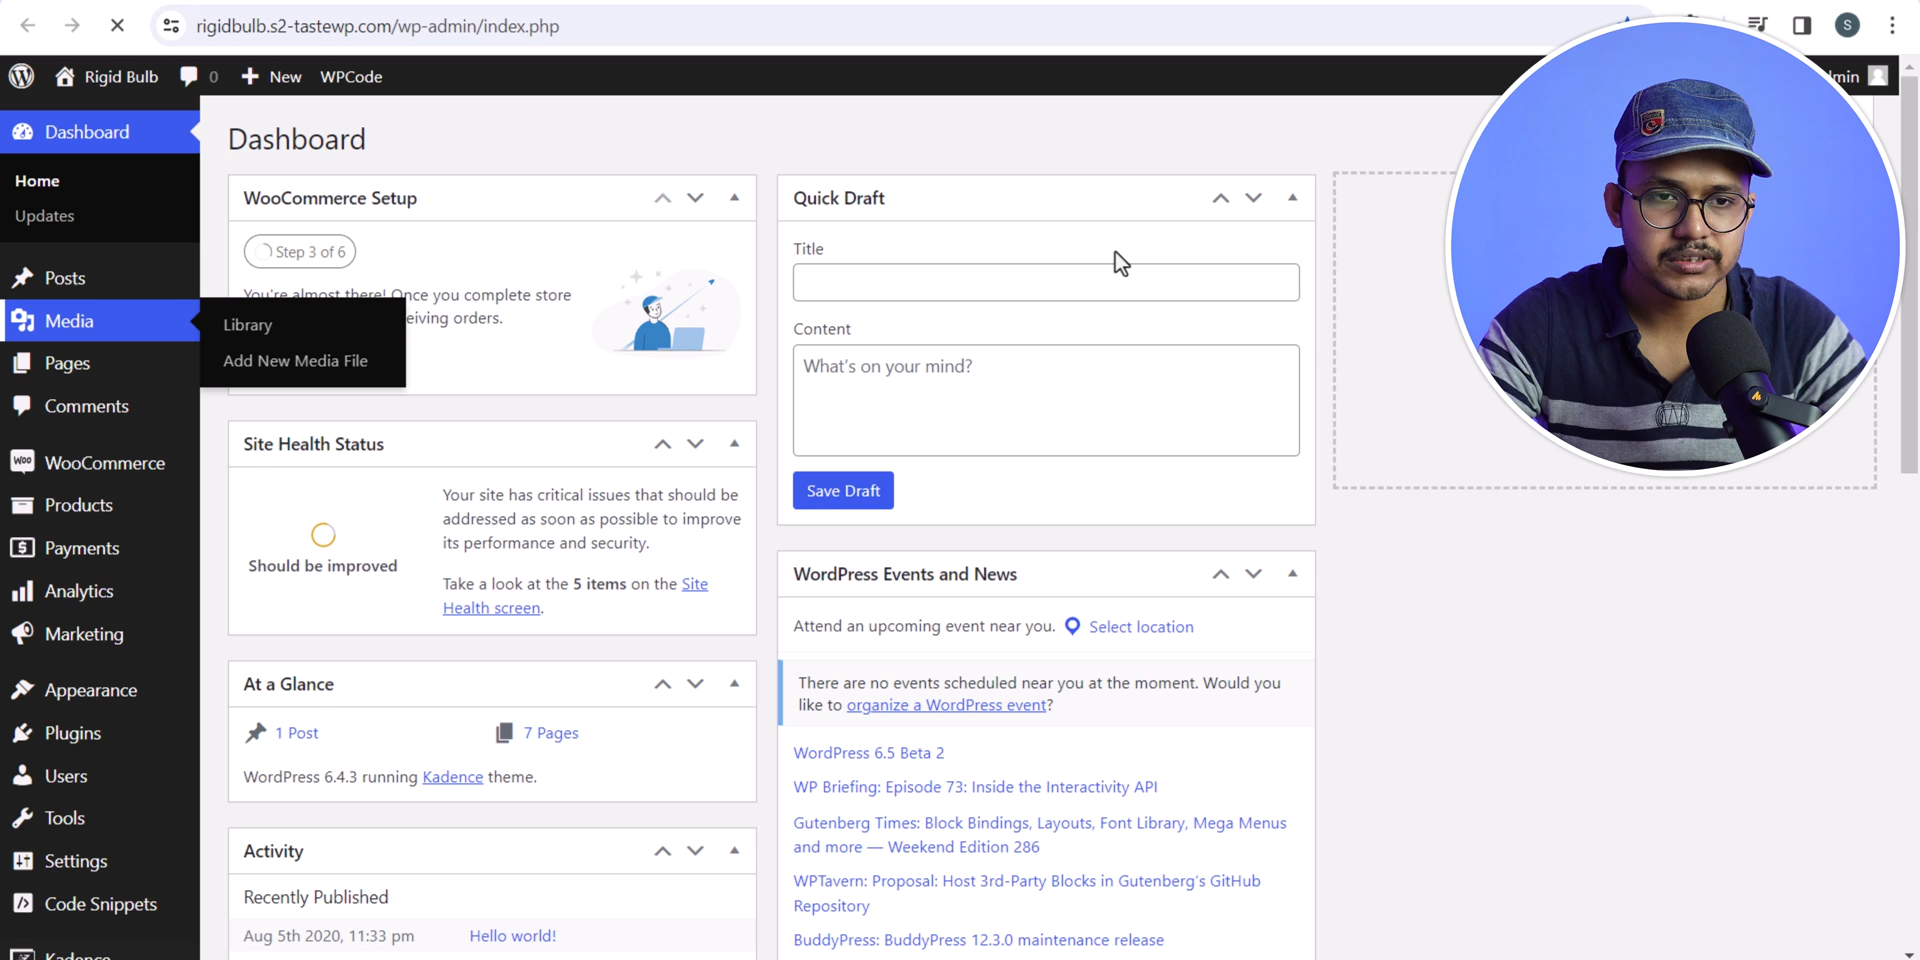 rigidbulb.s2-tastewp.com/wp-admin/index.php
S
Rigid Bulb
0
New
WPCode
Dashboard
Home
Updates
Posts
Media
Library
Add New Media File
Pages
Comments
Woo
WooCommerce
Products
Payments
Analytics
Marketing
Appearance
Plugins
Users
Tools
Settings
Code Snippets
Kadence
Dashboard
WooCommerce Setup
Step 3 of 6
You're almost there! Once you complete store
eiving orders.
Site Health Status
Should be improved
Your site has critical issues that should be
addressed as soon as possible to improve
its performance and security.
Take a look at the 5 items on the Site
Health screen.
At a Glance
1 Post
7 Pages
WordPress 6.4.3 running Kadence theme.
Activity
Recently Published
Aug 5th 2020, 11:33 pm
Hello world!
Quick Draft
Title
Content
What's on your mind?
Save Draft
WordPress Events and News
Attend an upcoming event near you.
Select location
There are no events scheduled near you at the moment. Would you
like to organize a WordPress event?
WordPress 6.5 Beta 2
WP Briefing: Episode 73: Inside the Interactivity API
Gutenberg Times: Block Bindings, Layouts, Font Library, Mega Menus
and more — Weekend Edition 286
WPTavern: Proposal: Host 3rd-Party Blocks in Gutenberg's GitHub
Repository
BuddyPress: BuddyPress 12.3.0 maintenance release
min